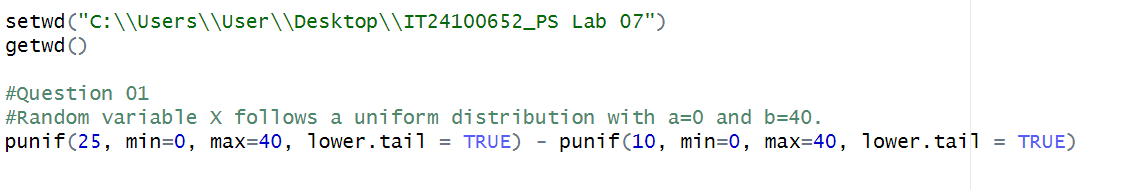 setwd("C:\\Users\\User\\Desktop\\IT24100652_PS Lab 07")
getwd()
#Question 01
#Random variable X follows a uniform distribution with a=0 and b=40.
punif(25, min=0, max=40, lower.tail = TRUE) - punif(10, min=0, max=40, lower.tail = TRUE)